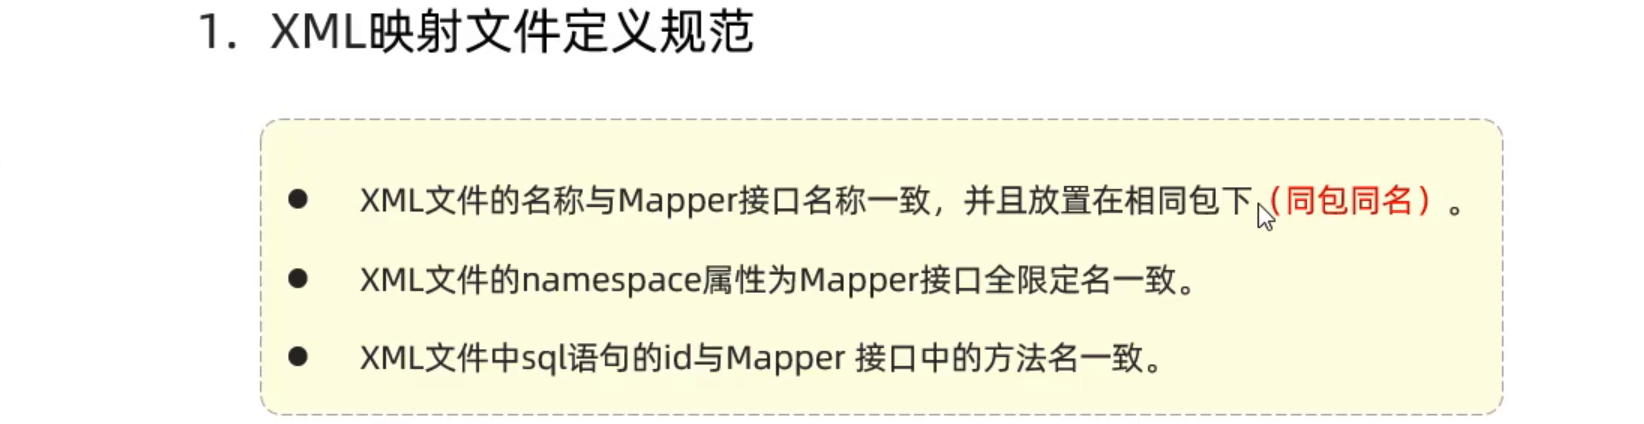 1. XML映射文件定义规范
● XML文件的名称与Mapper接口名称一致，并且放置在相同包下（同包同名）。
● XML文件的namespace属性为Mapper接口全限定名一致。
● XML文件中sql语句的id与Mapper 接口中的方法名一致。